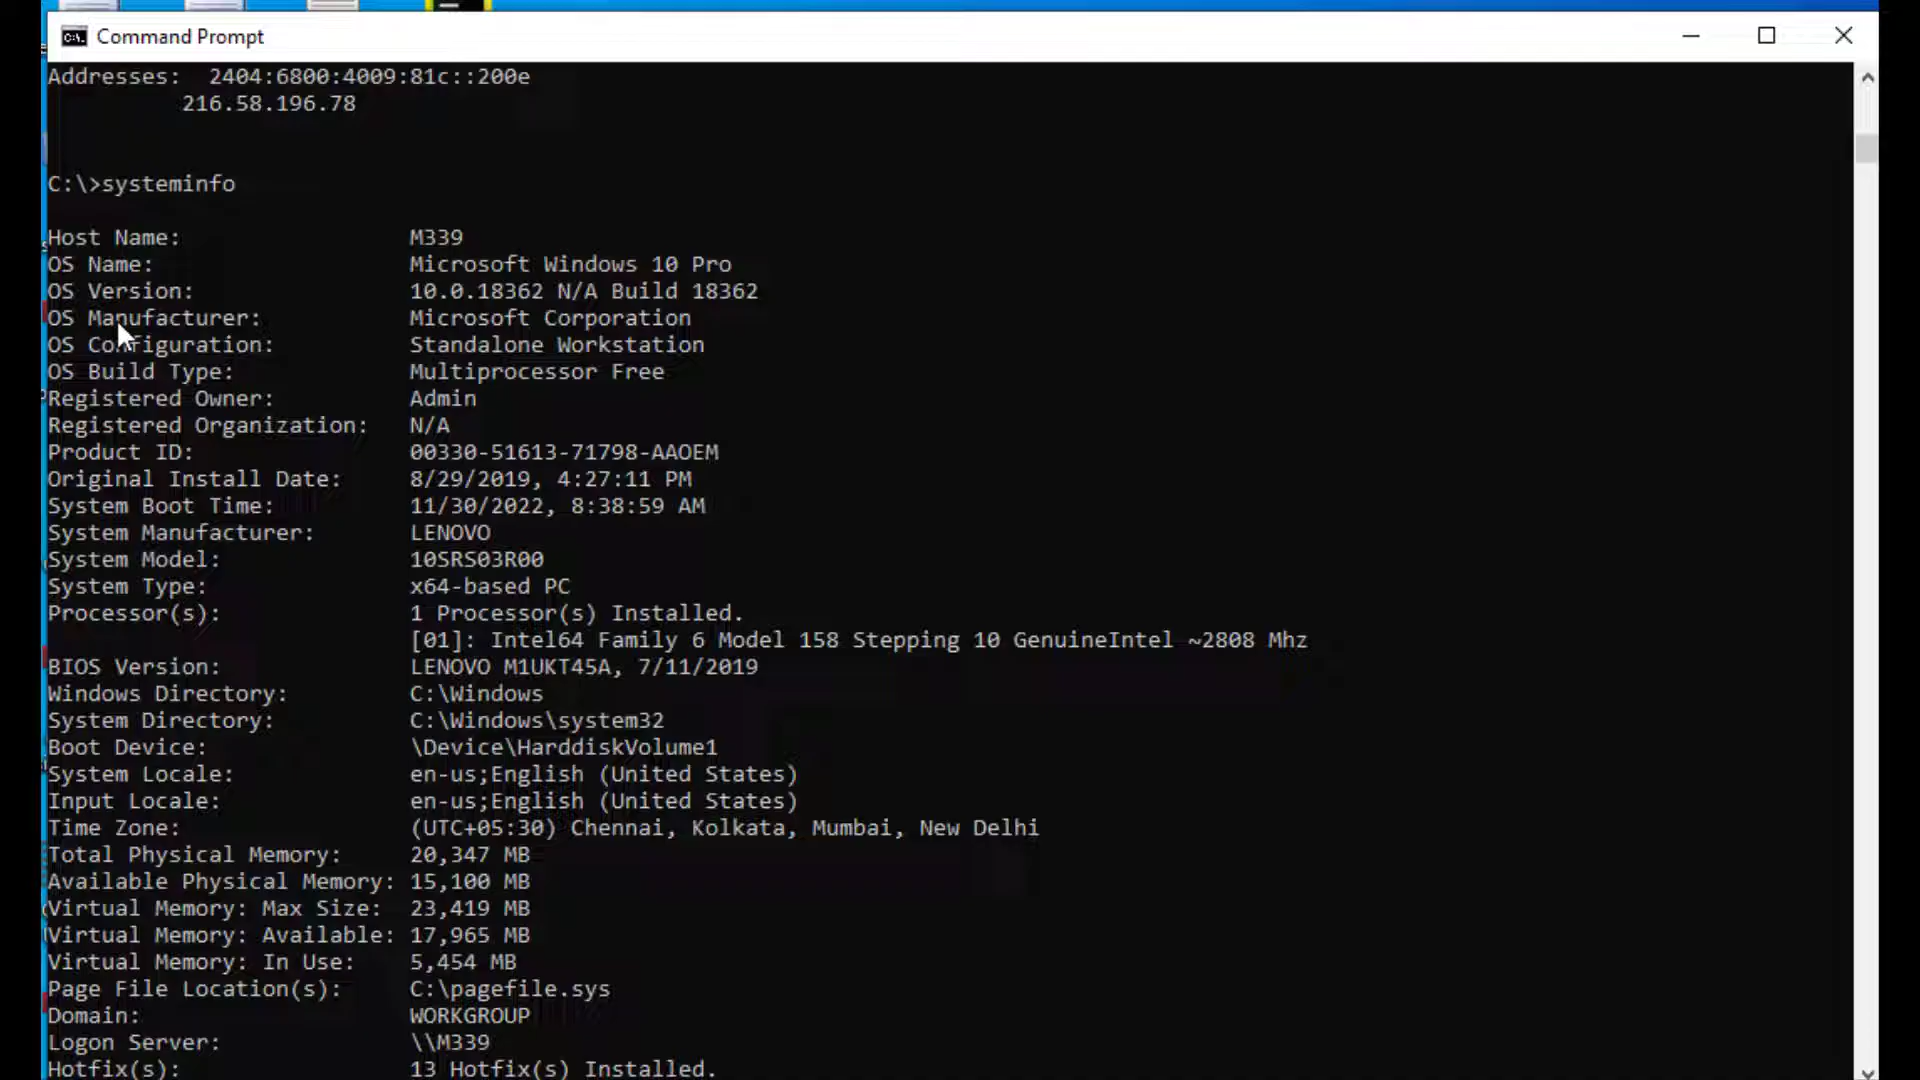 Command Prompt
Addresses:  2404:6800:4009:81c::200e
          216.58.196.78
C:\>systeminfo
Host Name:                 M339
OS Name:                   Microsoft Windows 10 Pro
OS Version:                10.0.18362 N/A Build 18362
OS Manufacturer:           Microsoft Corporation
OS Configuration:          Standalone Workstation
OS Build Type:             Multiprocessor Free
Registered Owner:          Admin
Registered Organization:   N/A
Product ID:                00330-51613-71798-AAOEM
Original Install Date:     8/29/2019, 4:27:11 PM
System Boot Time:          11/30/2022, 8:38:59 AM
System Manufacturer:       LENOVO
System Model:              10SRS03R00
System Type:               x64-based PC
Processor(s):              1 Processor(s) Installed.
                           [01]: Intel64 Family 6 Model 158 Stepping 10 GenuineIntel ~2808 Mhz
BIOS Version:              LENOVO M1UKT45A, 7/11/2019
Windows Directory:         C:\Windows
System Directory:          C:\Windows\system32
Boot Device:               \Device\HarddiskVolume1
System Locale:             en-us;English (United States)
Input Locale:              en-us;English (United States)
Time Zone:                 (UTC+05:30) Chennai, Kolkata, Mumbai, New Delhi
Total Physical Memory:     20,347 MB
Available Physical Memory: 15,100 MB
Virtual Memory: Max Size:  23,419 MB
Virtual Memory: Available: 17,965 MB
Virtual Memory: In Use:    5,454 MB
Page File Location(s):     C:\pagefile.sys
Domain:                    WORKGROUP
Logon Server:              \\M339
Hotfix(s):                 13 Hotfix(s) Installed.